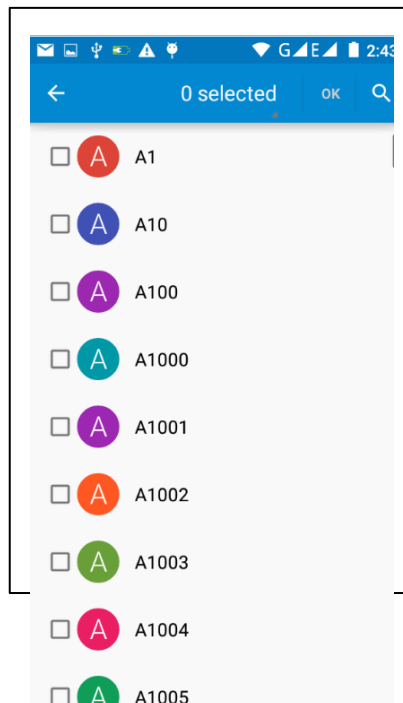 G E 2:43
0 selected OK
A A1
A A10
A A100
A A1000
A A1001
A A1002
A A1003
A A1004
A A1005